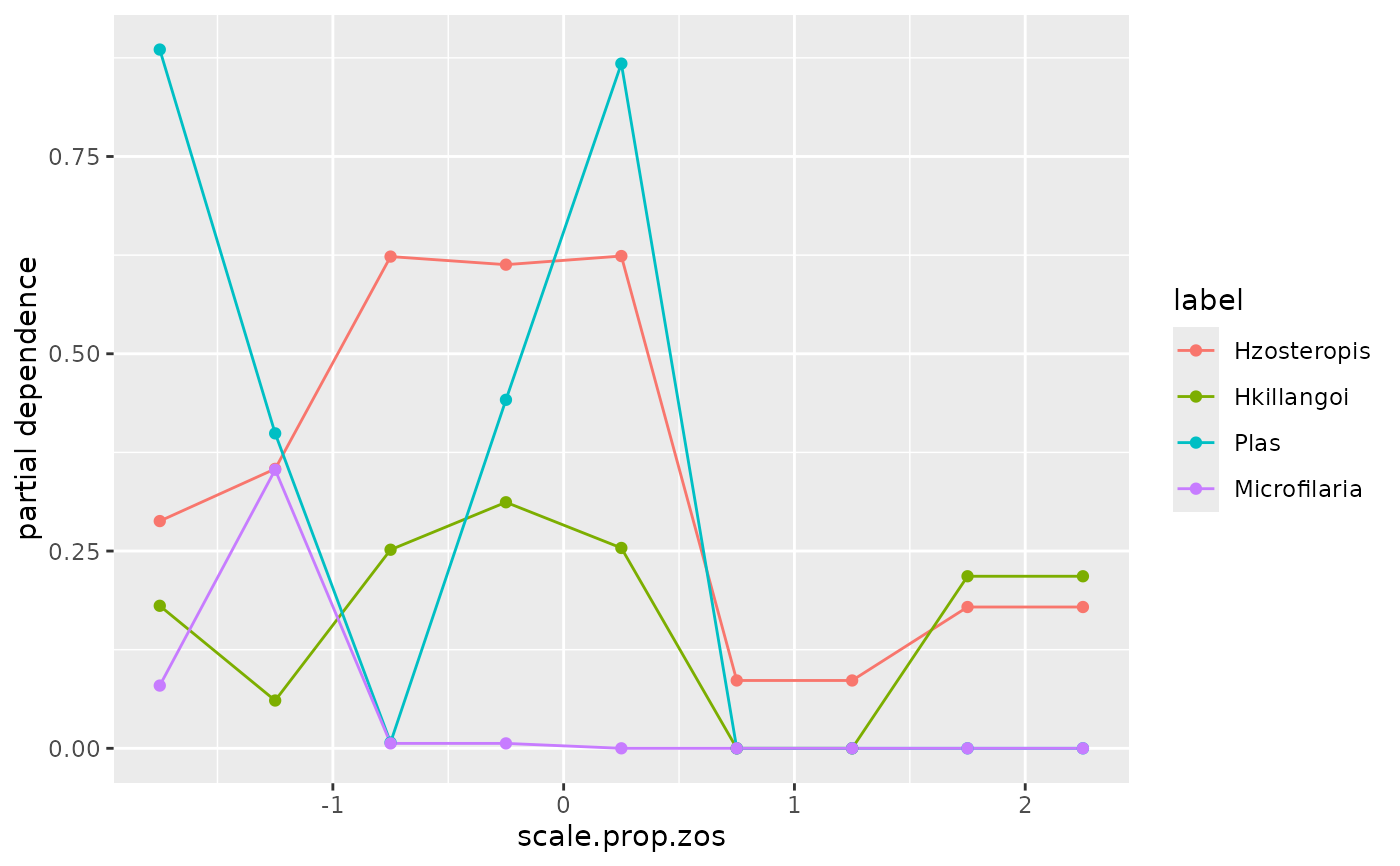 partial dependence
0.75
0.50
0.25
0.00
-1
0
1
2
scale.prop.zos
label
Hzosteropis
Hkillangoi
Plas
Microfilaria